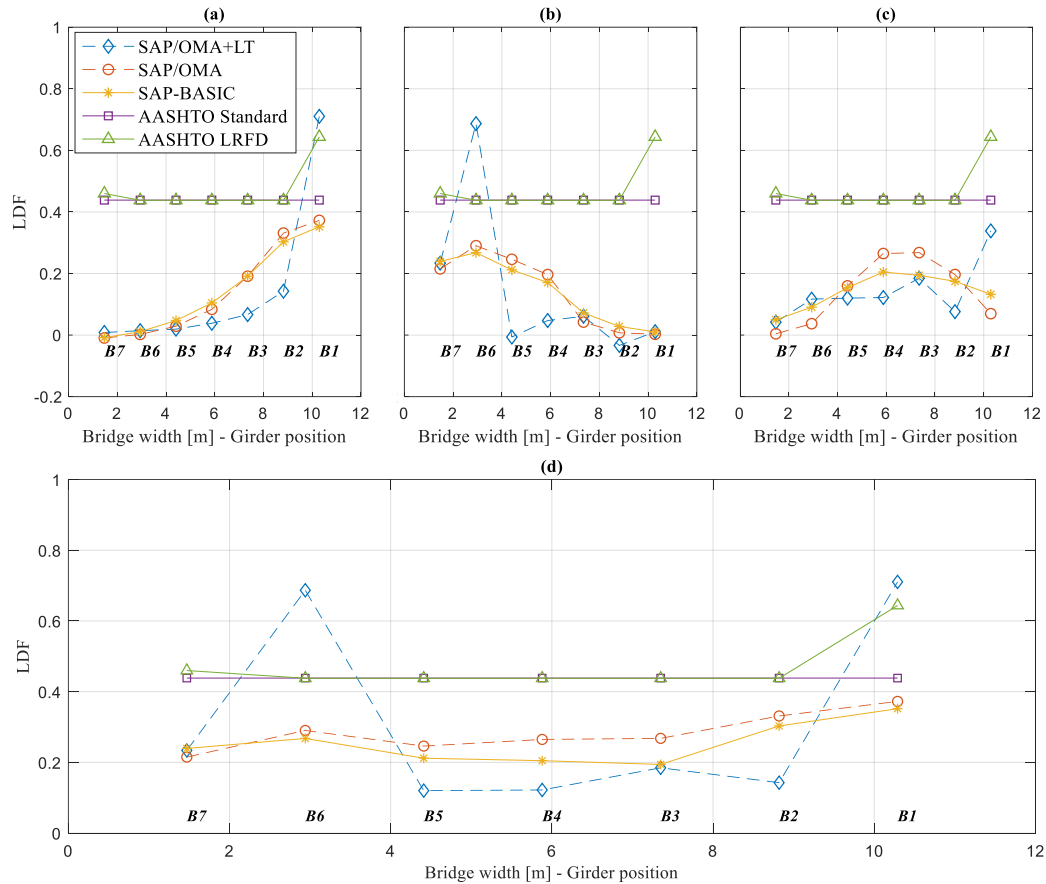 (a)
(b)
(c)
SAP/OMA+LT
SAP/OMA
SAP-BASIC
AASHTO Standard
AASHTO LRFD
LDF
1
0.8
0.6
0.4
0.2
0
-0.2
B7 B6 B5 B4 B3 B2 B1
B7 B6 B5 B4 B3 B2 B1
B7 B6 B5 B4 B3 B2 B1
0 2 4 6 8 10 12
0 2 4 6 8 10 12
0 2 4 6 8 10 12
Bridge width [m] - Girder position
Bridge width [m] - Girder position
Bridge width [m] - Girder position
(d)
LDF
1
0.8
0.6
0.4
0.2
0
B7 B6 B5 B4 B3 B2 B1
0 2 4 6 8 10 12
Bridge width [m] - Girder position